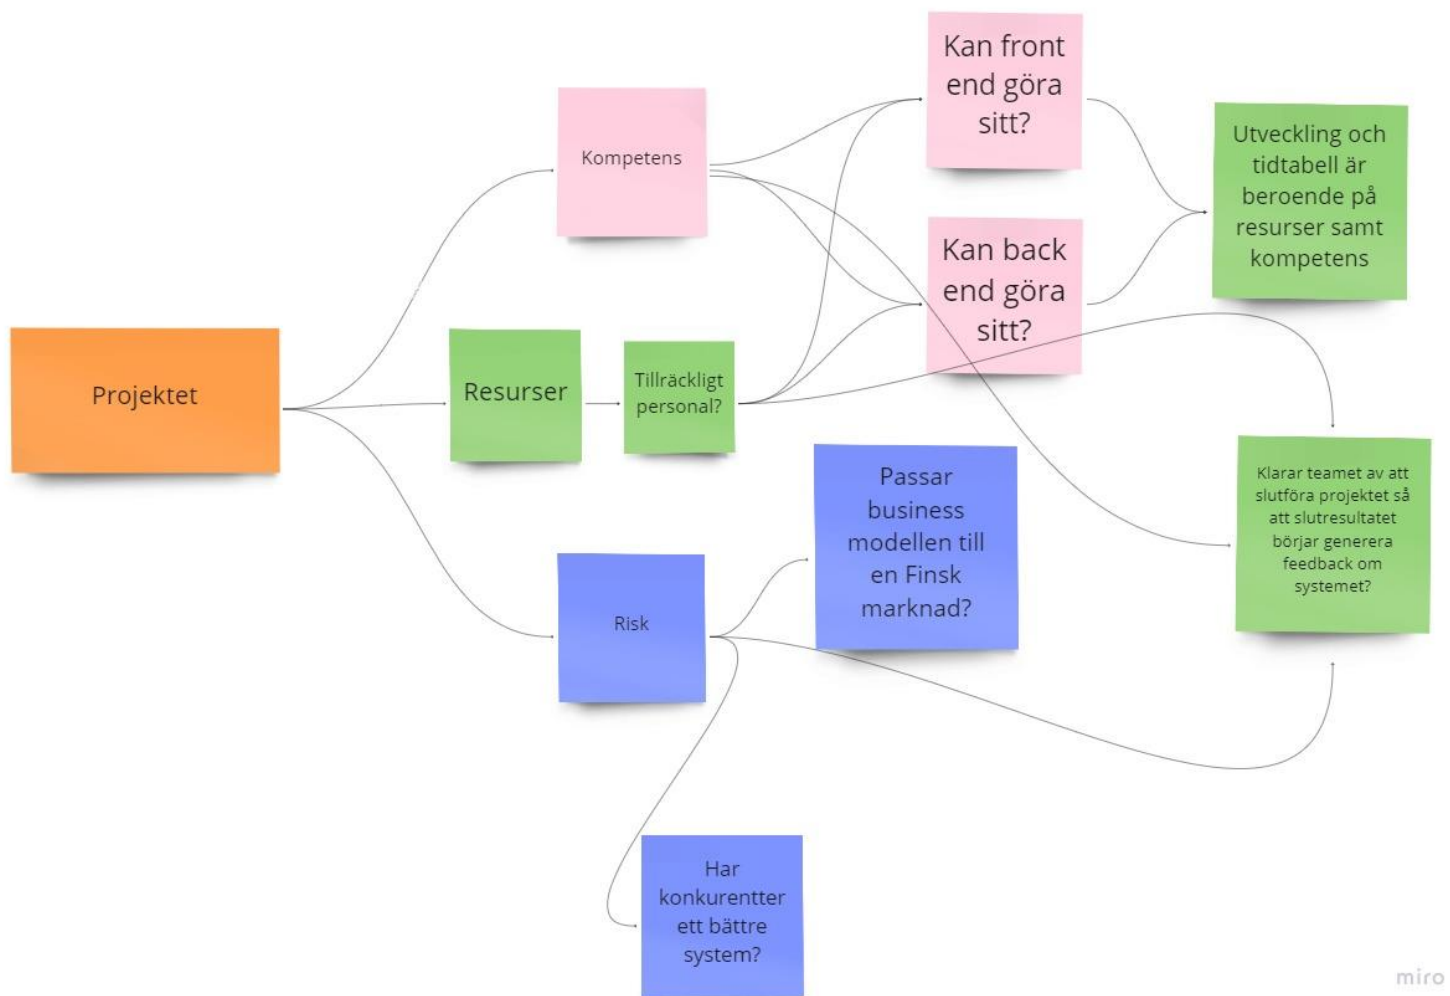 Kan front
end göra
sitt?
Kompetens
Utveckling och
tidtabell är
beroende på
resurser samt
kompetens
Kan back
end göra
sitt?
Projektet
Resurser
Tillräckligt
personal?
Passar
business
modellen till
en Finsk
marknad?
Klarar teamet av att
slutföra projektet så
att slutresultatet
börjar generera
feedback om
systemet?
Risk
Har
konkurentter
ett bättre
system?
miro